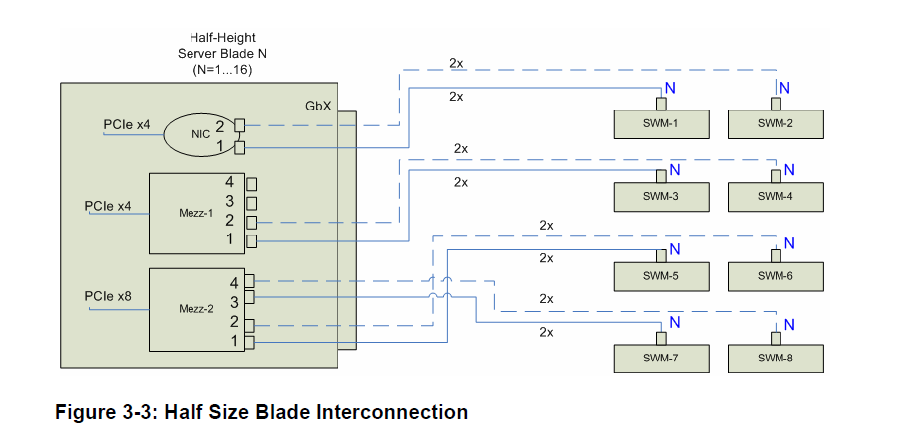 Half-Height
Server Blade N
(N=1...16)
GbX
PCIe x4
NIC
2
1
PCIe x4
Mezz-1
4
3
2
1
PCIe x8
Mezz-2
4
3
2
1
2x
2x
N
N
SWM-1
SWM-2
2x
2x
N
N
SWM-3
SWM-4
2x
2x
N
N
SWM-5
SWM-6
2x
2x
N
N
SWM-7
SWM-8
Figure 3-3: Half Size Blade Interconnection